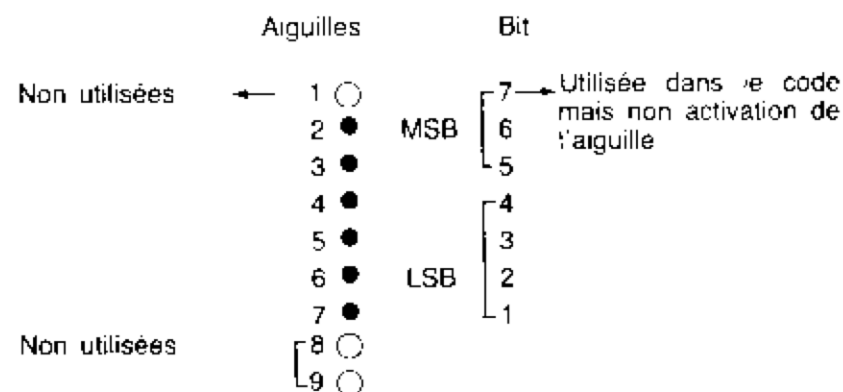 Aiguilles Bit
Non utilisées 1 7 Utilisée dans le code
mais non activation de
l'aiguille
2 MSB 6
3 5
4 4
5 3
6 LSB 2
7 1
Non utilisées 8
9